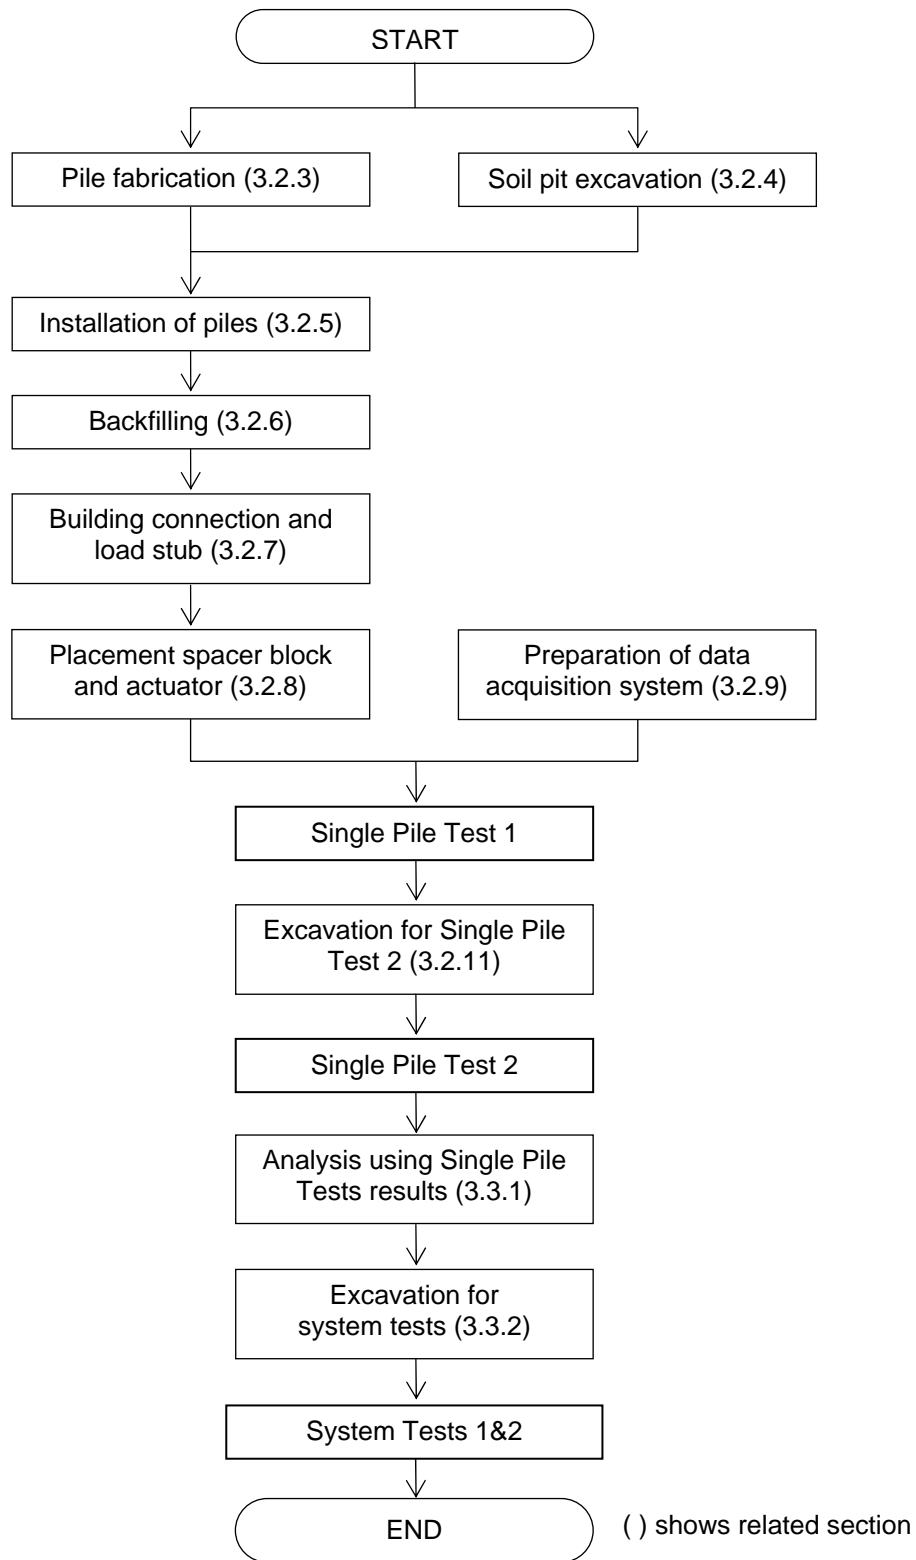 START
Pile fabrication (3.2.3)
Soil pit excavation (3.2.4)
Installation of piles (3.2.5)
Backfilling (3.2.6)
Building connection and
load stub (3.2.7)
Placement spacer block
and actuator (3.2.8)
Preparation of data
acquisition system (3.2.9)
Single Pile Test 1
Excavation for Single Pile
Test 2 (3.2.11)
Single Pile Test 2
Analysis using Single Pile
Tests results (3.3.1)
Excavation for
system tests (3.3.2)
System Tests 1&2
END
( ) shows related section